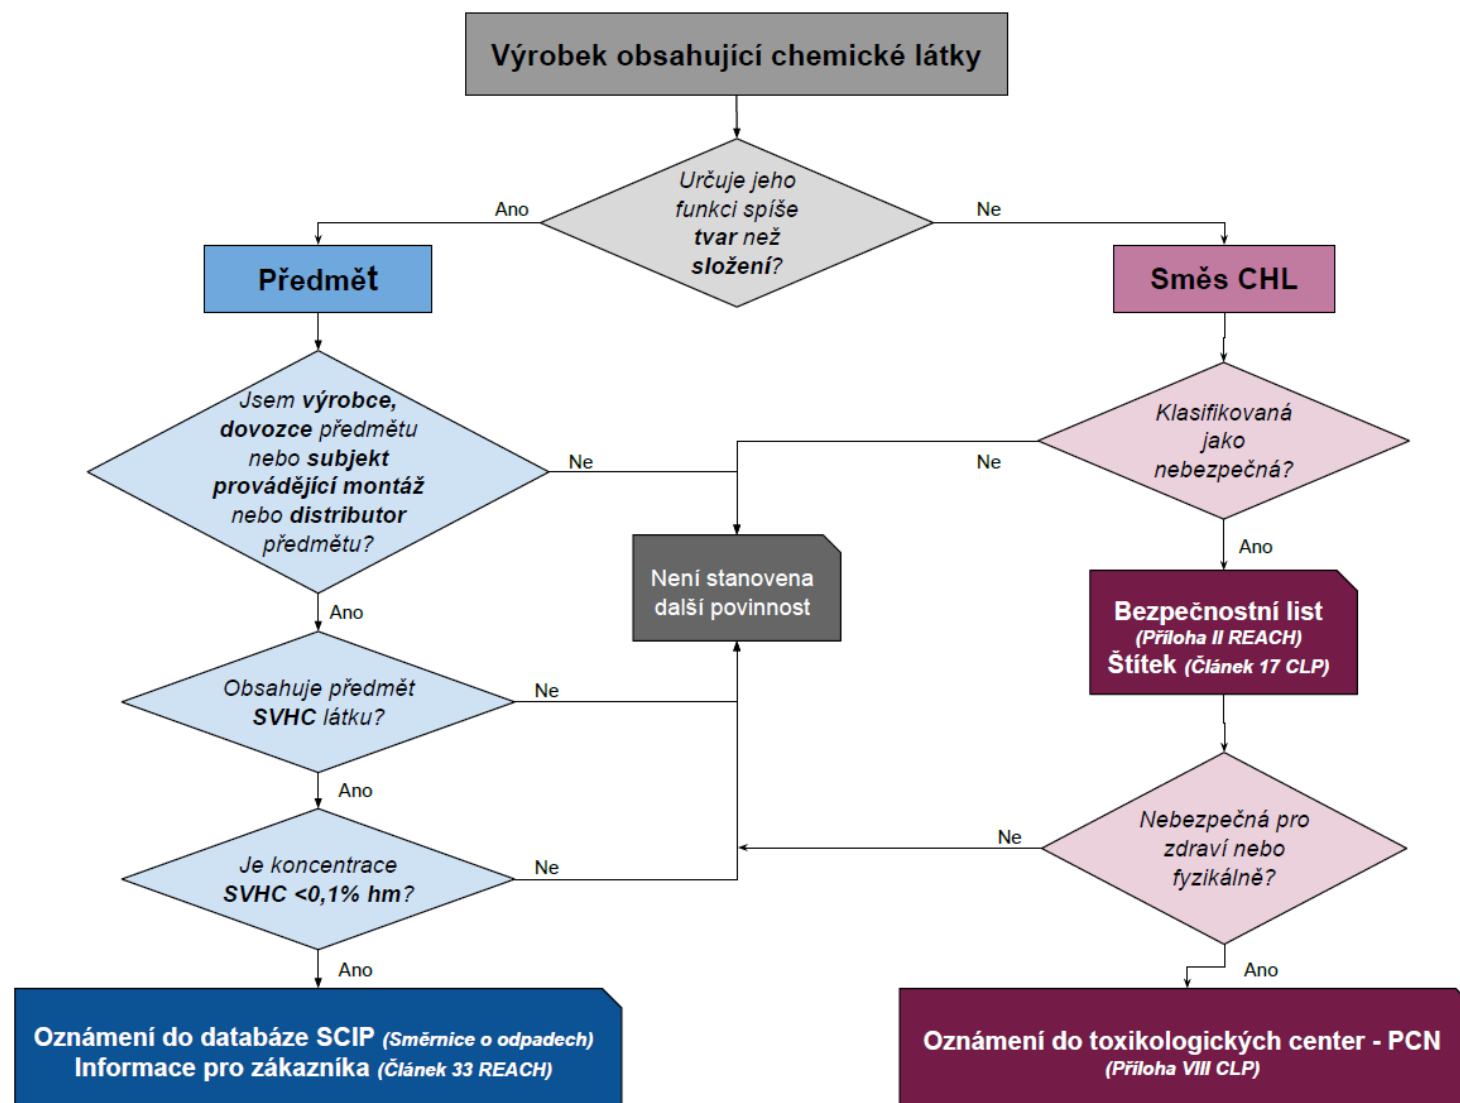 Výrobek obsahující chemické látky
Určuje jeho
funkci spíše
tvar než
složení?
Ano
Ne
Předmět
Směs CHL
Jsem výrobce,
dovozce předmětu
nebo subjekt
provádějící montáž
nebo distributor
předmětu?
Ne
Klasifikovaná
jako
nebezpečná?
Ne
Ano
Není stanovena
další povinnost
Bezpečnostní list
(Příloha II REACH)
Štítek (Článek 17 CLP)
Ano
Obsahuje předmět
SVHC látku?
Ne
Ano
Je koncentrace
SVHC <0,1% hm?
Ne
Nebezpečná pro
zdraví nebo
fyzikálně?
Ne
Ano
Ano
Oznámení do databáze SCIP (Směrnice o odpadech)
Informace pro zákazníka (Článek 33 REACH)
Oznámení do toxikologických center - PCN
(Příloha VIII CLP)